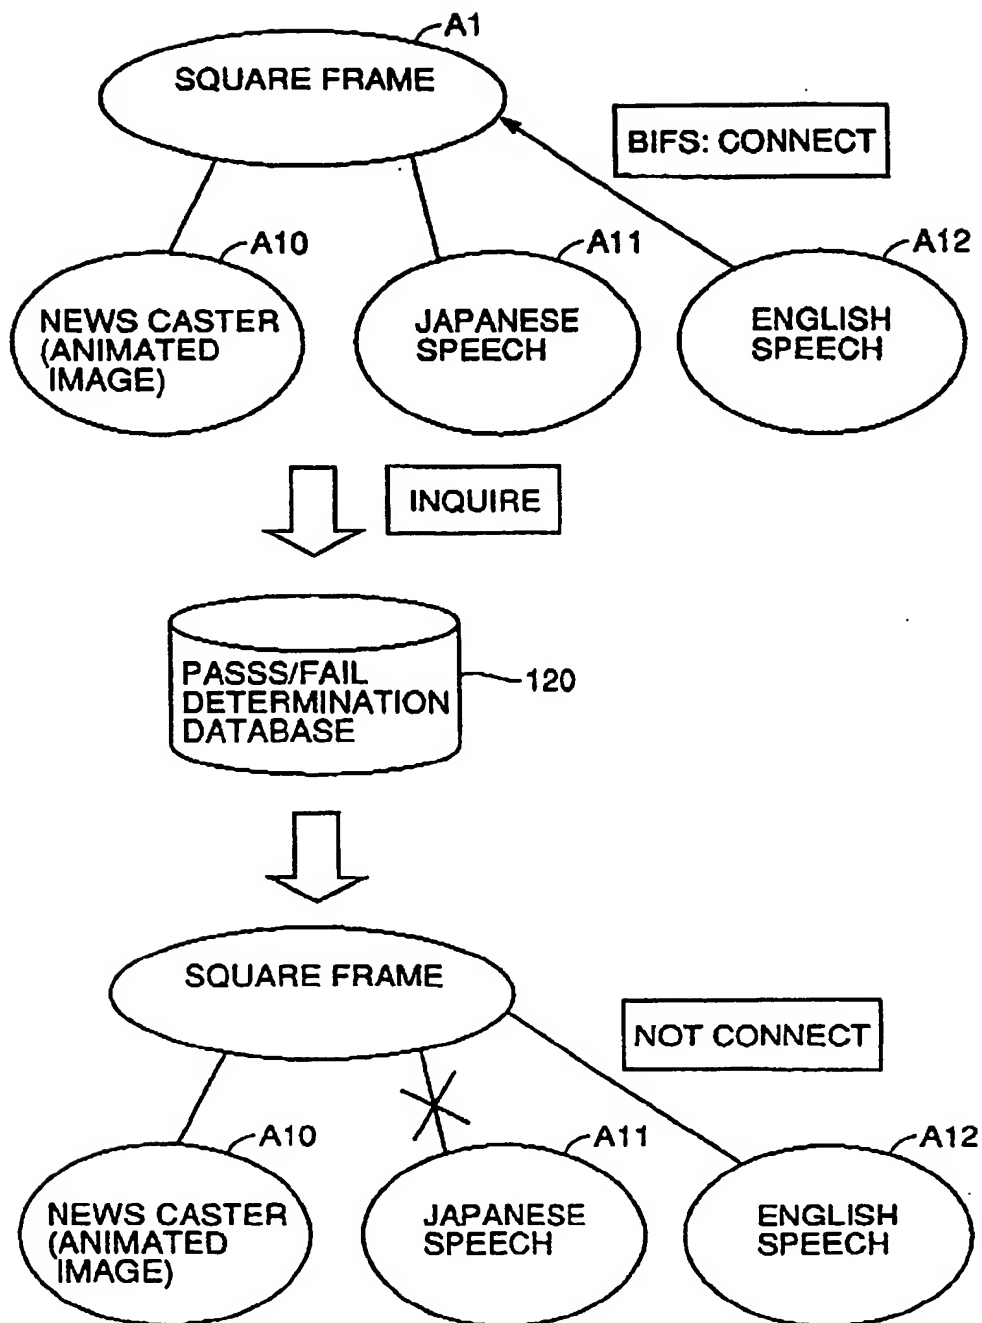 A1
SQUARE FRAME
BIFS: CONNECT
A10
A11
A12
NEWS CASTER
(ANIMATED
IMAGE)
JAPANESE
SPEECH
ENGLISH
SPEECH
INQUIRE
PASSS/FAIL
DETERMINATION
DATABASE
120
SQUARE FRAME
NOT CONNECT
A10
A11
A12
NEWS CASTER
(ANIMATED
IMAGE)
JAPANESE
SPEECH
ENGLISH
SPEECH